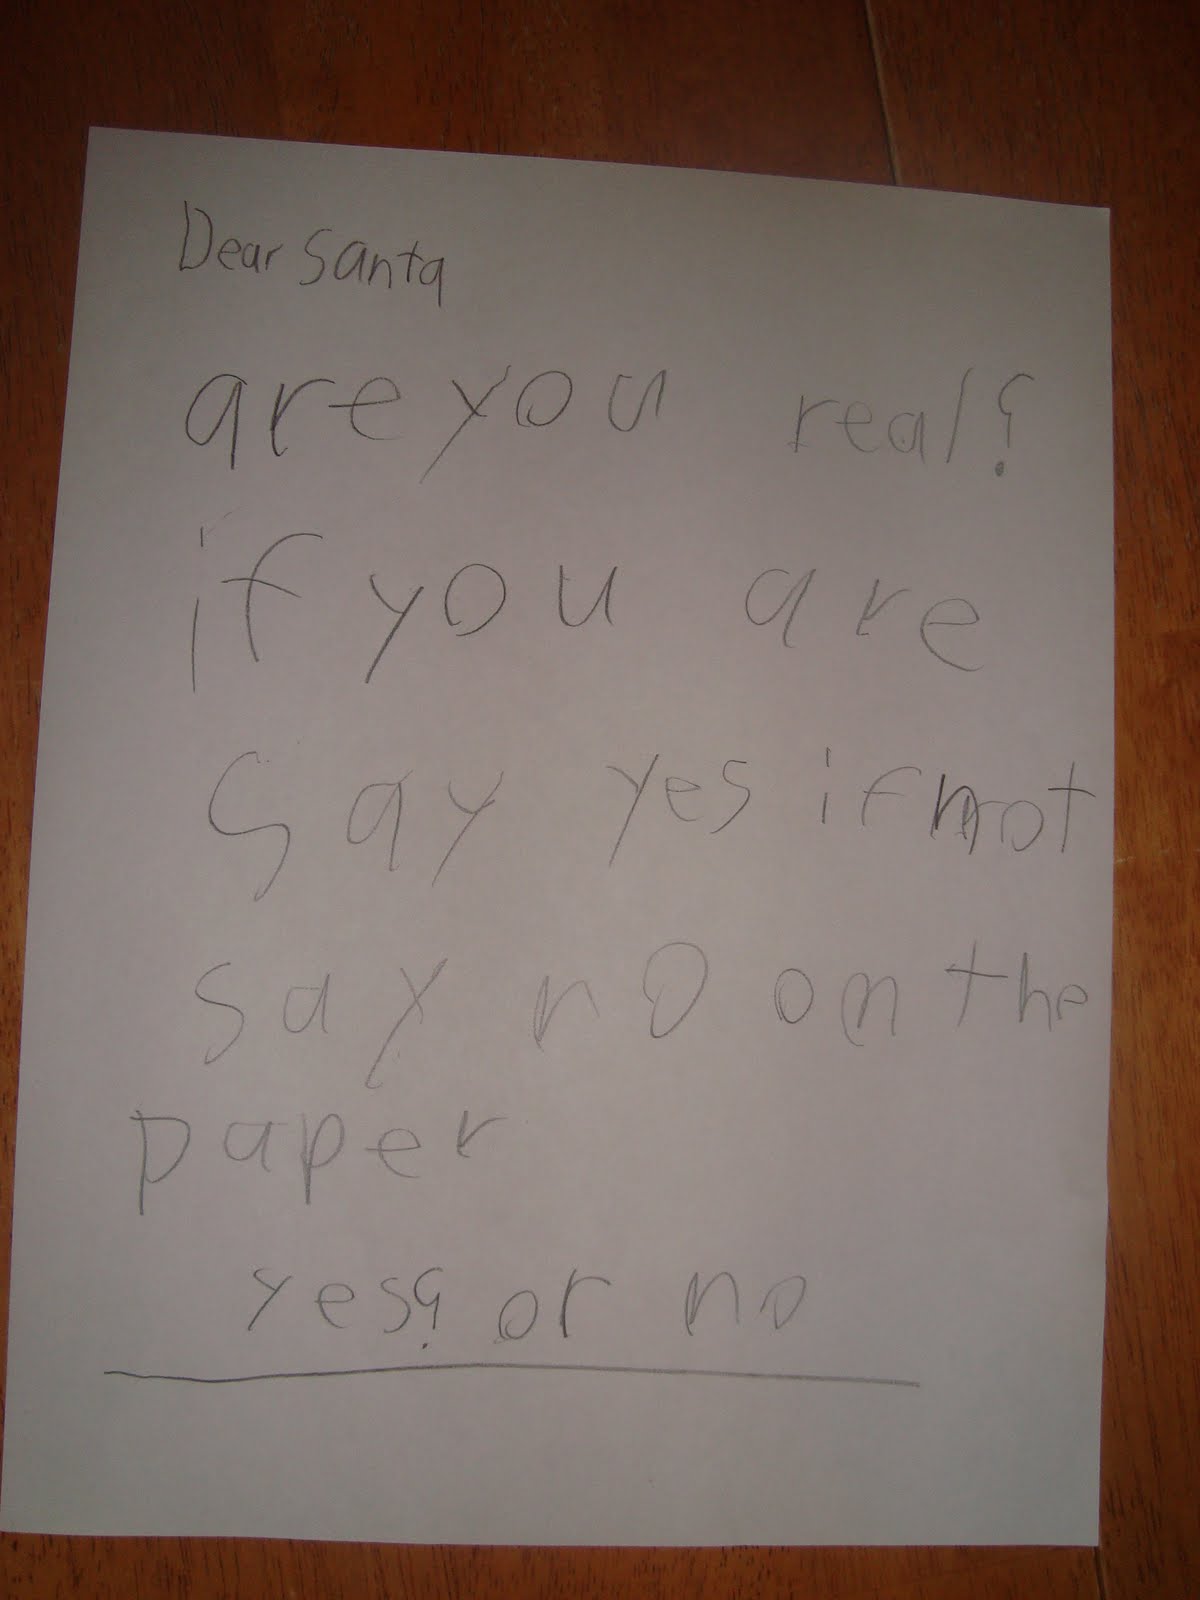 Dear Santa
are you real?
if you are
say yes if not
say no on the
paper
yes? or no